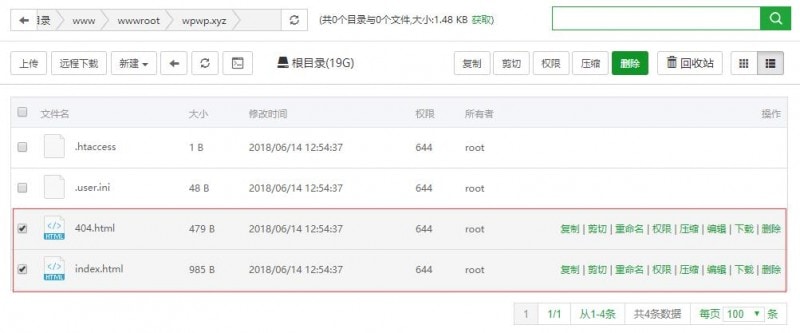 目录 www wwwroot wpwp.xyz (共0个目录与0个文件,大小:1.48 KB 获取)
上传 远程下载 新建 根目录(19G) 复制 剪切 权限 压缩 删除 回收站
文件名 大小 修改时间 权限 所有者 操作
.htaccess 1 B 2018/06/14 12:54:37 644 root
.user.ini 48 B 2018/06/14 12:54:37 644 root
404.html 479 B 2018/06/14 12:54:37 644 root 复制 | 剪切 | 重命名 | 权限 | 压缩 | 编辑 | 下载 | 删除
index.html 985 B 2018/06/14 12:54:37 644 root 复制 | 剪切 | 重命名 | 权限 | 压缩 | 编辑 | 下载 | 删除
1 1/1 从1-4条 共4条数据 每页 100 条